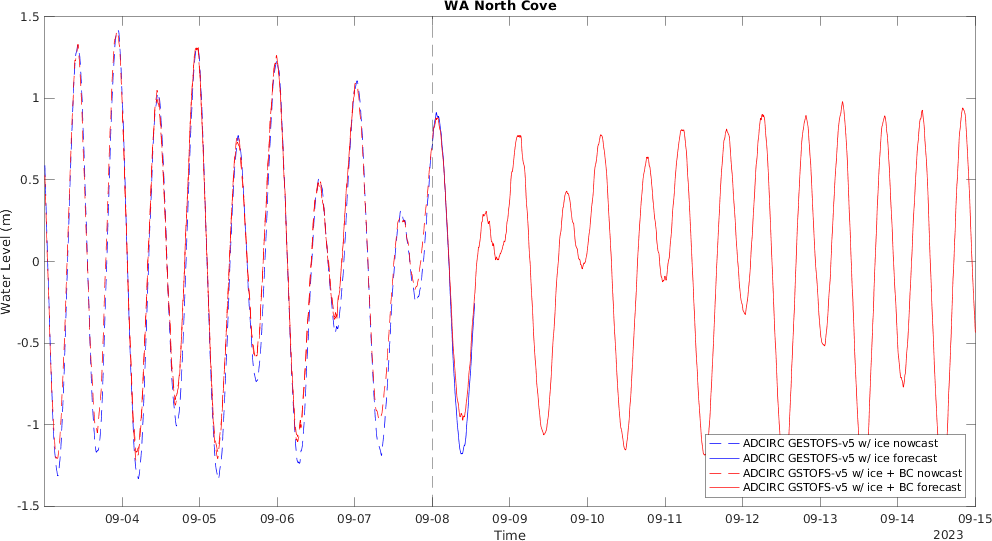 WA North Cove
1.5
1
0.5
0
-0.5
-1
-1.5
Water Level (m)
09-04 09-05 09-06 09-07 09-08 09-09 09-10 09-11 09-12 09-13 09-14 09-15
Time
2023
ADCIRC GESTOFS-v5 w/ ice nowcast
ADCIRC GESTOFS-v5 w/ ice forecast
ADCIRC GSTOFS-v5 w/ ice + BC nowcast
ADCIRC GSTOFS-v5 w/ ice + BC forecast